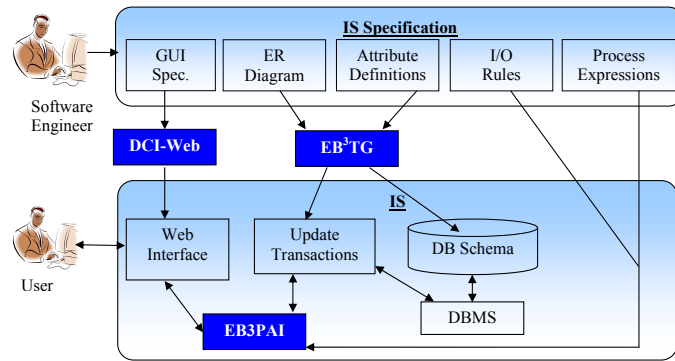 IS Specification
GUI
Spec.
ER
Diagram
Attribute
Definitions
I/O
Rules
Process
Expressions
Software
Engineer
DCI-Web
EB³TG
IS
Web
Interface
Update
Transactions
DB Schema
User
EB3PAI
DBMS